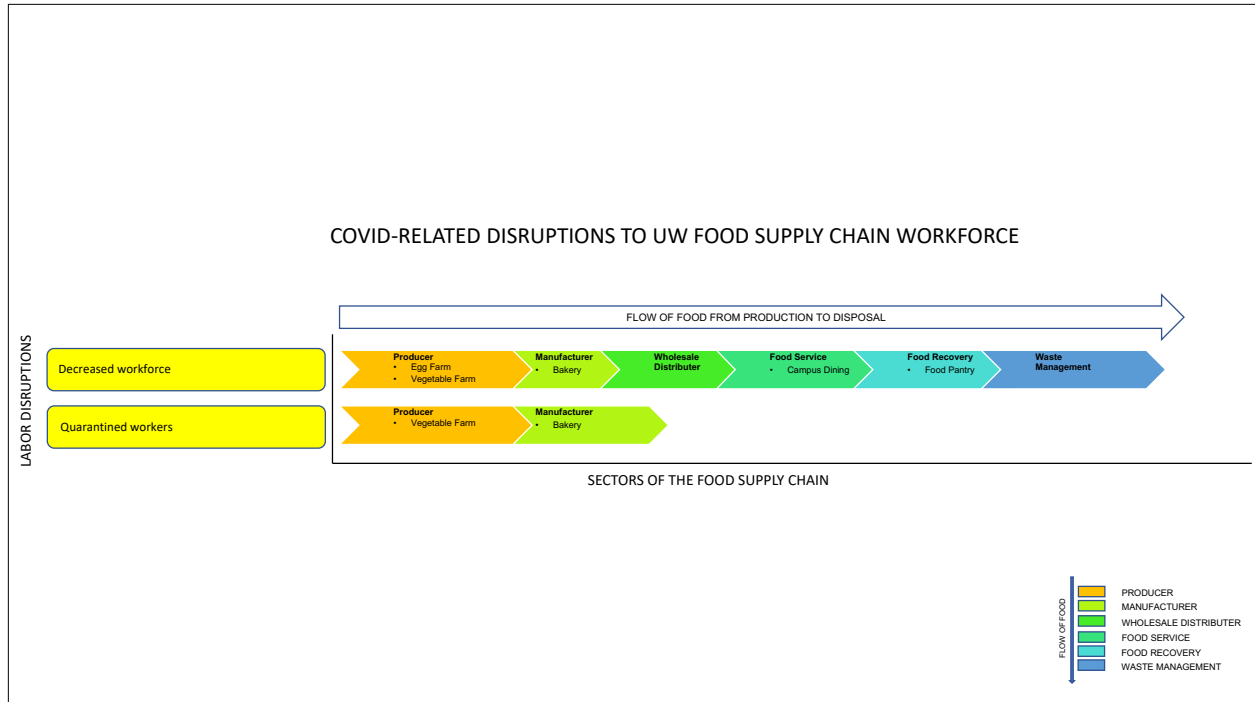 COVID-RELATED DISRUPTIONS TO UW FOOD SUPPLY CHAIN WORKFORCE
FLOW OF FOOD FROM PRODUCTION TO DISPOSAL
LABOR DISRUPTIONS
Decreased workforce
Producer
• Egg Farm
• Vegetable Farm
Manufacturer
• Bakery
Wholesale
Distributer
Food Service
• Campus Dining
Food Recovery
• Food Pantry
Waste
Management
Quarantined workers
Producer
• Vegetable Farm
Manufacturer
• Bakery
SECTORS OF THE FOOD SUPPLY CHAIN
FLOW OF FOOD
PRODUCER
MANUFACTURER
WHOLESALE DISTRIBUTER
FOOD SERVICE
FOOD RECOVERY
WASTE MANAGEMENT